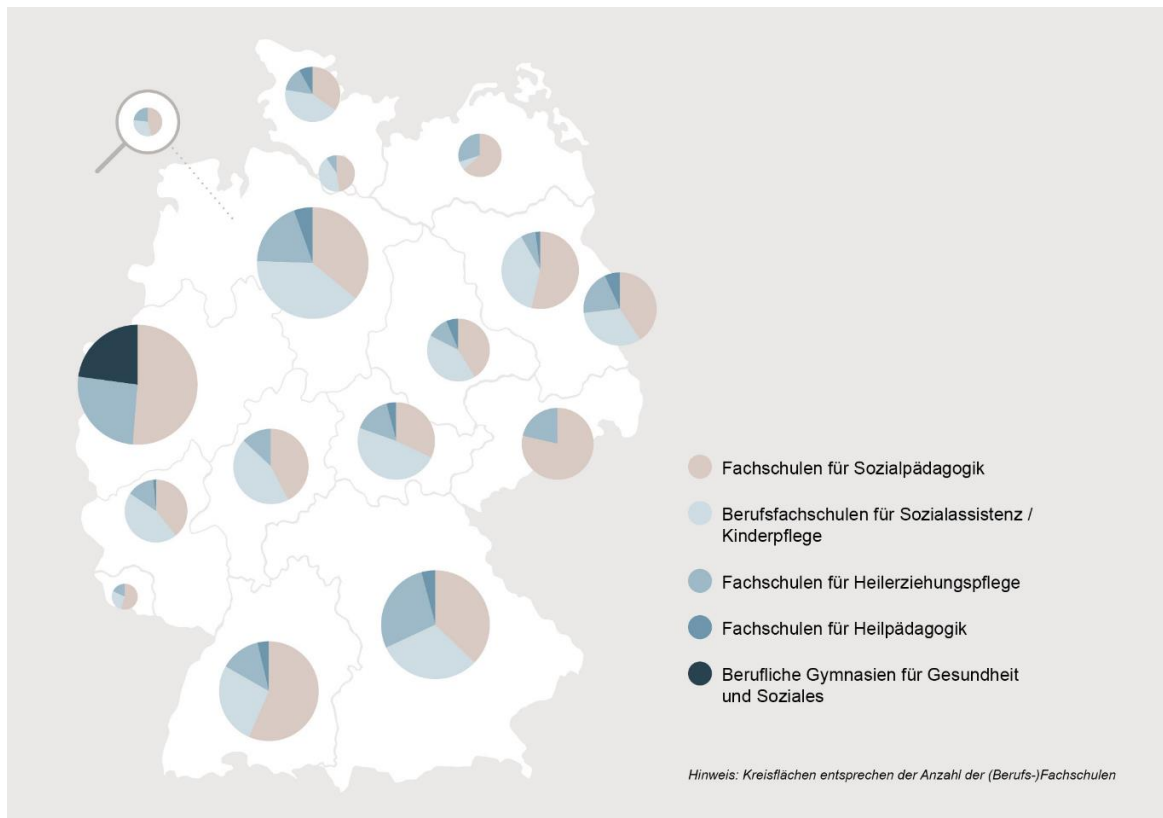 Fachschulen für Sozialpädagogik
Berufsfachschulen für Sozialassistenz /
Kinderpflege
Fachschulen für Heilerziehungspflege
Fachschulen für Heilpädagogik
Berufliche Gymnasien für Gesundheit
und Soziales
Hinweis: Kreisflächen entsprechen der Anzahl der (Berufs-)Fachschulen